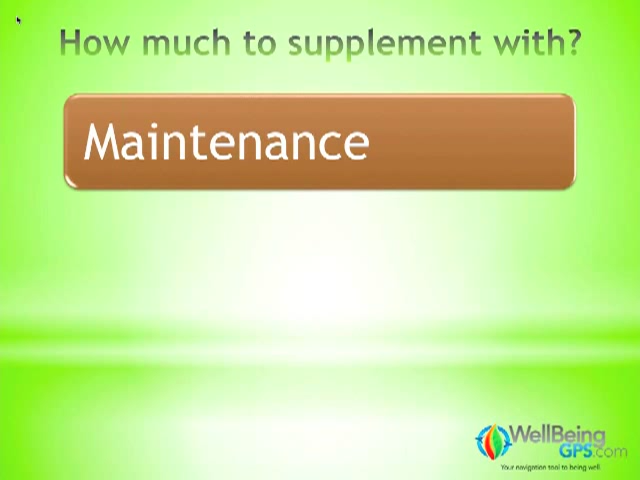 How much to supplement with?
Maintenance
WellBeing
GPS.com
Your navigation tool to being well.